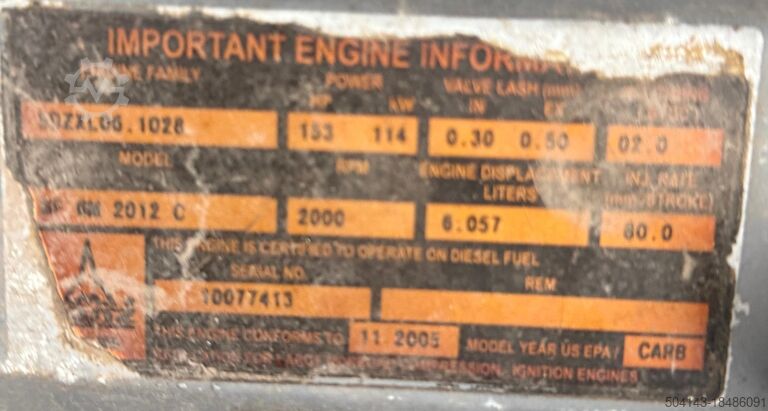 IMPORTANT ENGINE
FAMILY POWER VALVE LASH (mm)
HP kW IN EX
153 114 0.30 0.50 02.0
MODEL RPM ENGINE DISPLACEMENT INJ. RATE
LITERS
6M 2012 C 2000 6.057 80.0
THIS ENGINE IS CERTIFIED TO OPERATE ON DIESEL FUEL
SERIAL NO. REM
10077413
THIS ENGINE CONFORMS TO 11 2005 MODEL YEAR US EPA / CARB
IGNITION ENGINES
504143-18486091